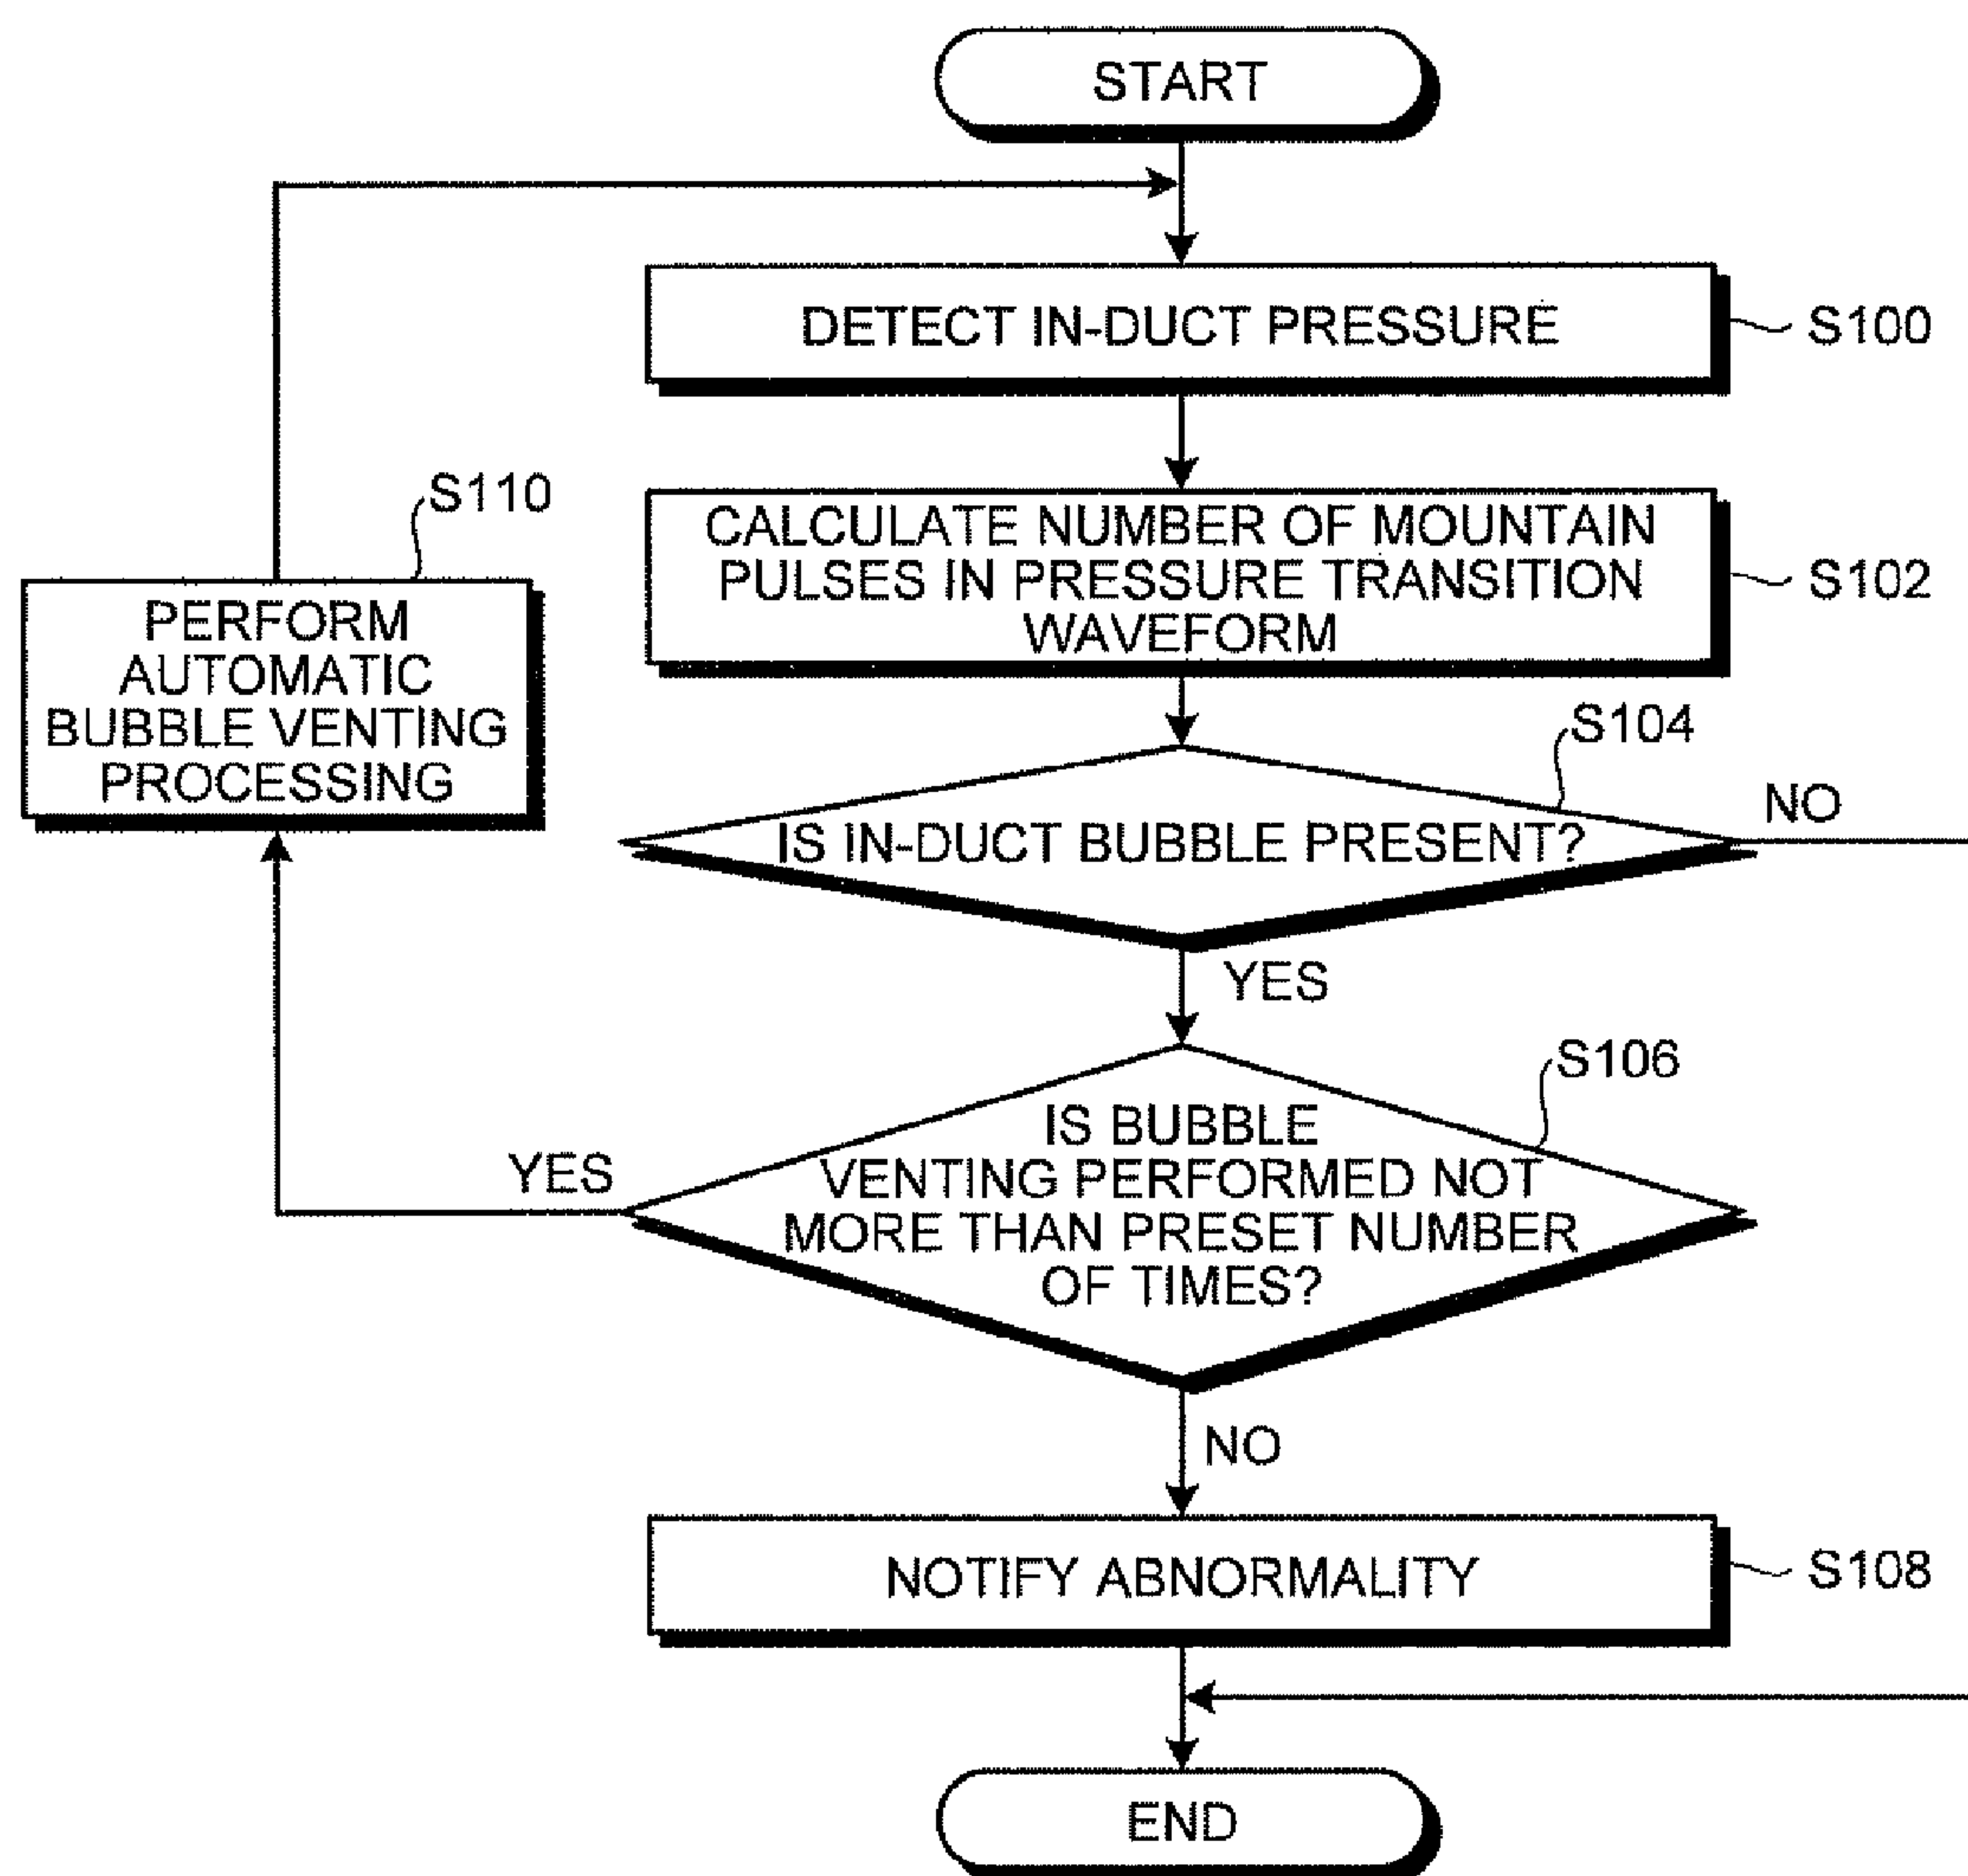 START
DETECT IN-DUCT PRESSURE
S100
S110
CALCULATE NUMBER OF MOUNTAIN
PULSES IN PRESSURE TRANSITION
WAVEFORM
S102
PERFORM
AUTOMATIC
BUBBLE VENTING
PROCESSING
S104
NO
IS IN-DUCT BUBBLE PRESENT?
YES
S106
IS BUBBLE
VENTING PERFORMED NOT
MORE THAN PRESET NUMBER
OF TIMES?
YES
NO
NOTIFY ABNORMALITY
S108
END